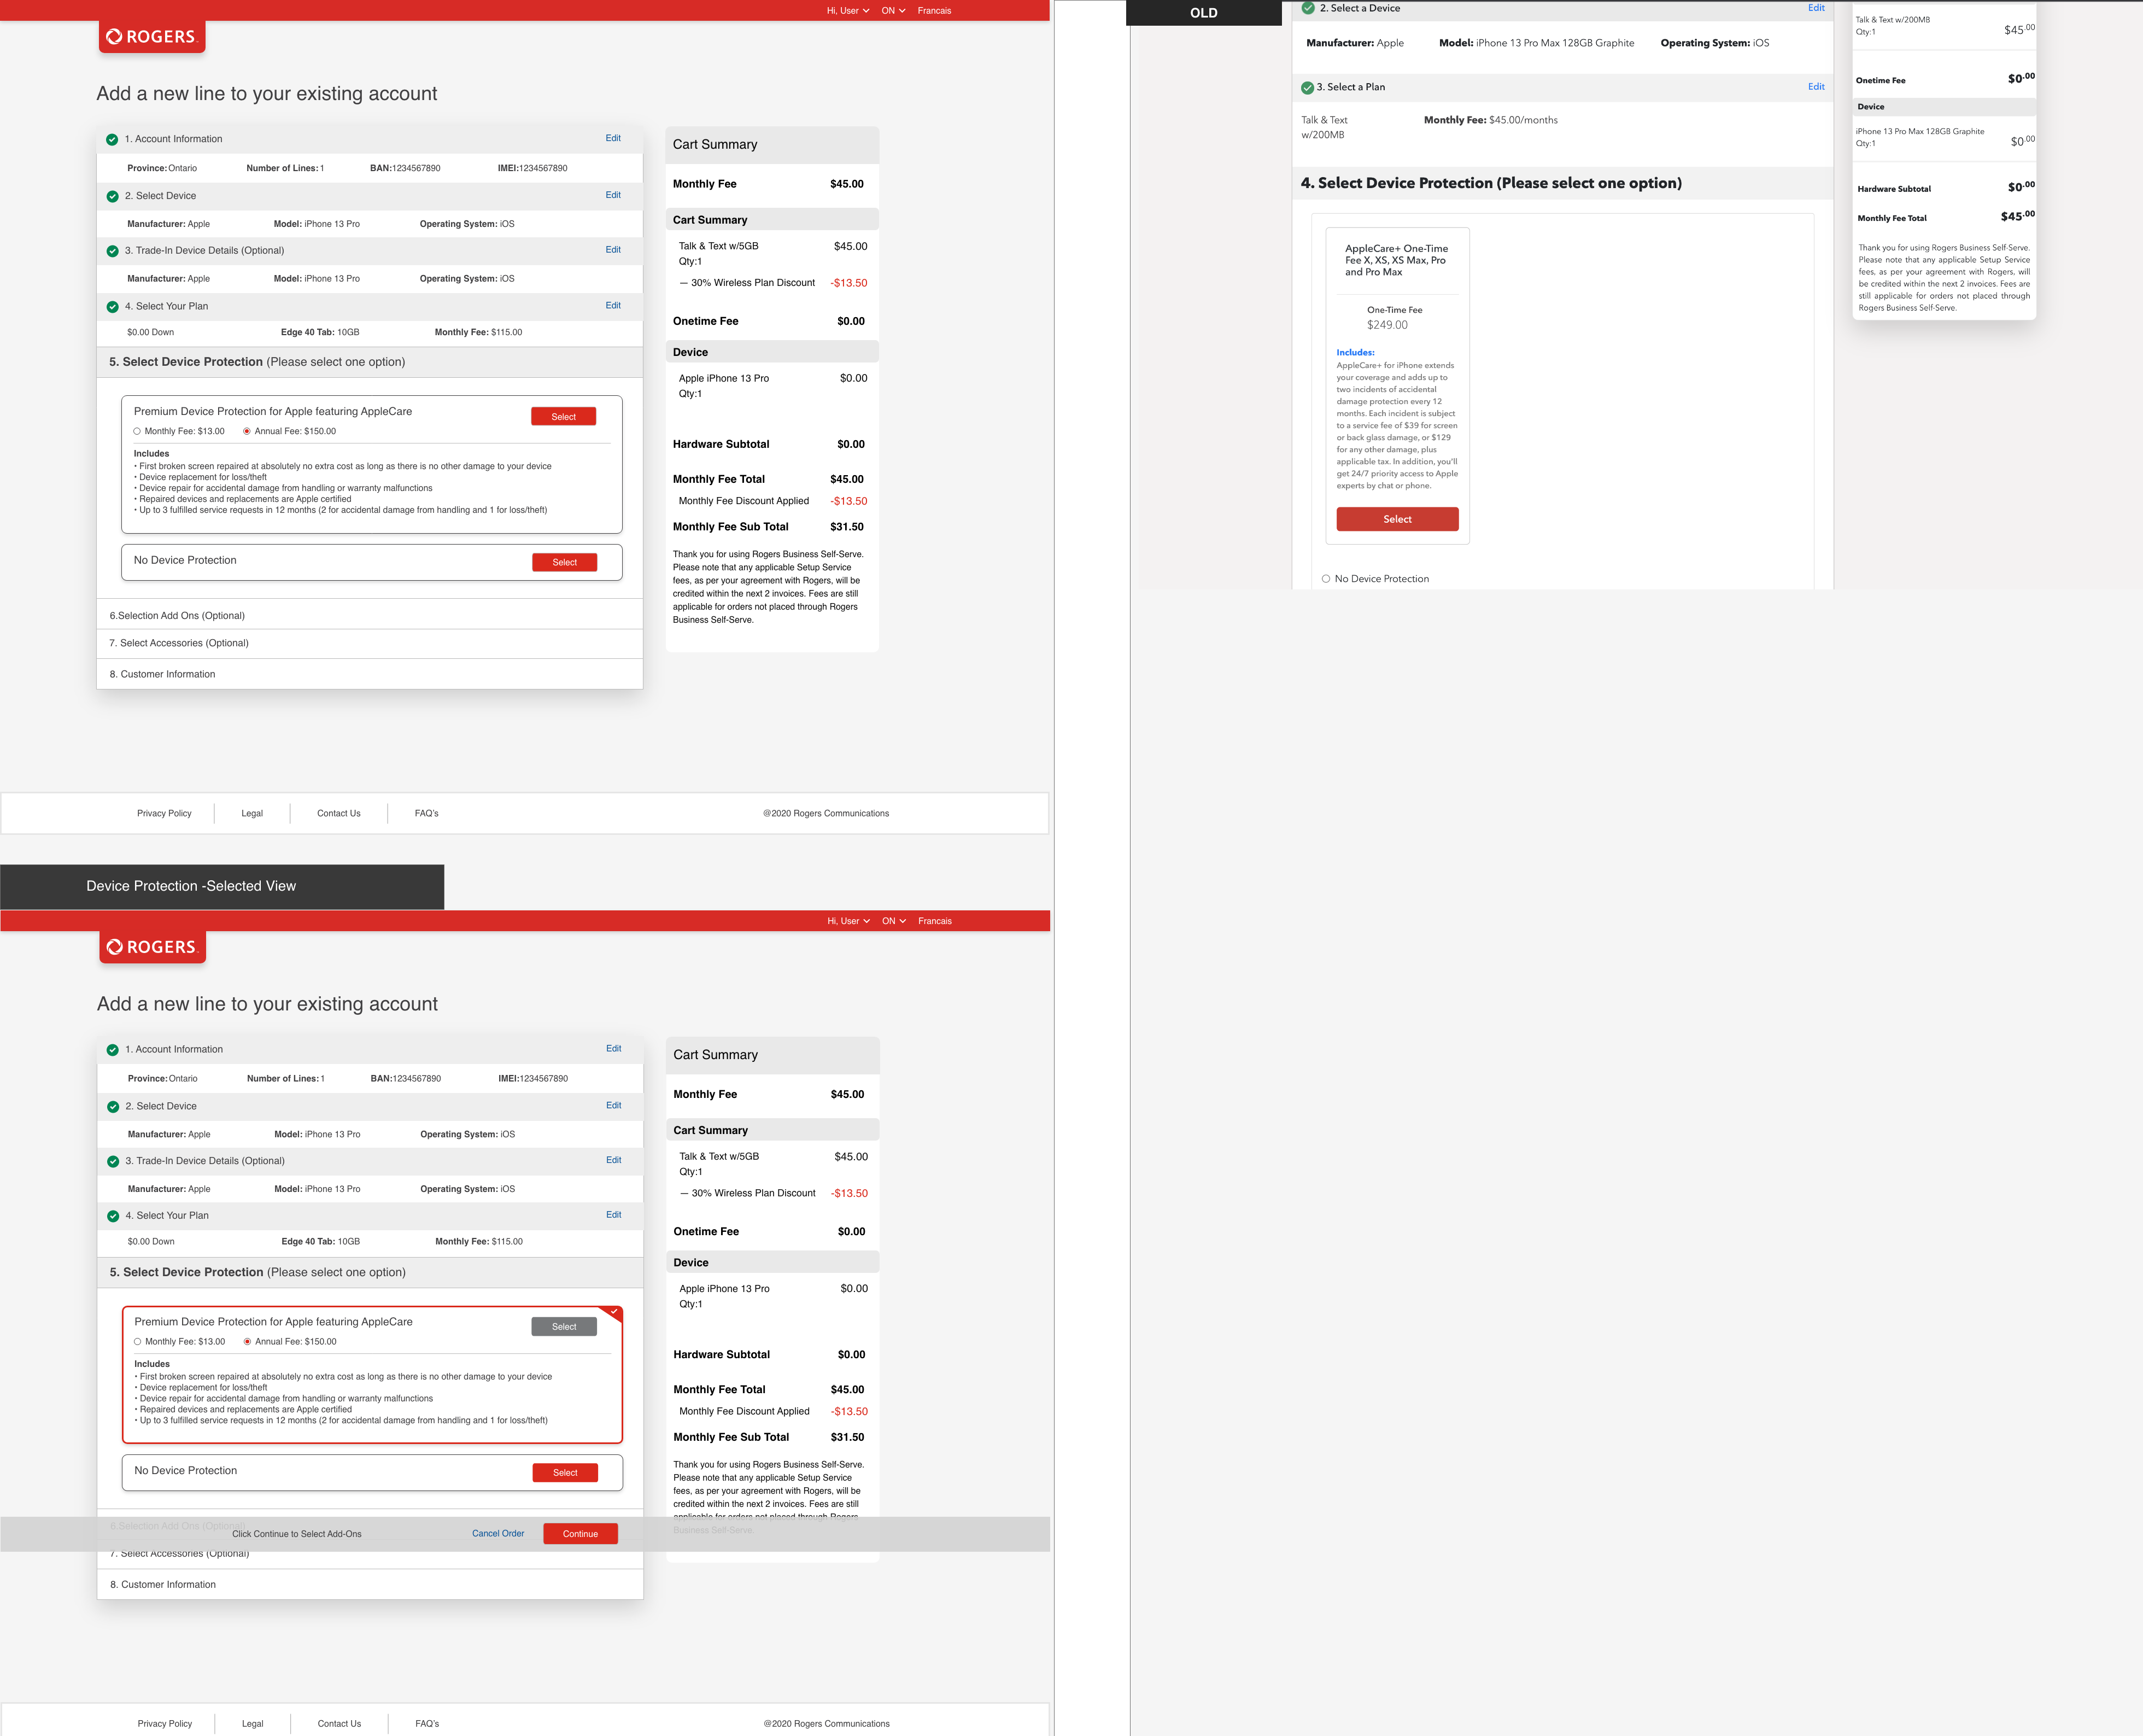 Hi, User ON Francais
ROGERS
Add a new line to your existing account
1. Account Information Edit
Province: Ontario Number of Lines: 1 BAN:1234567890 IMEI:1234567890
2. Select Device Edit
Manufacturer: Apple Model: iPhone 13 Pro Operating System: iOS
3. Trade-In Device Details (Optional) Edit
Manufacturer: Apple Model: iPhone 13 Pro Operating System: iOS
4. Select Your Plan Edit
$0.00 Down Edge 40 Tab: 10GB Monthly Fee: $115.00
5. Select Device Protection (Please select one option)
Premium Device Protection for Apple featuring AppleCare
Select
Monthly Fee: $13.00 Annual Fee: $150.00
Includes
• First broken screen repaired at absolutely no extra cost as long as there is no other damage to your device
• Device replacement for loss/theft
• Device repair for accidental damage from handling or warranty malfunctions
• Repaired devices and replacements are Apple certified
• Up to 3 fulfilled service requests in 12 months (2 for accidental damage from handling and 1 for loss/theft)
No Device Protection Select
6.Selection Add Ons (Optional)
7. Select Accessories (Optional)
8. Customer Information
Cart Summary
Monthly Fee $45.00
Cart Summary
Talk & Text w/5GB $45.00
Qty:1
— 30% Wireless Plan Discount -$13.50
Onetime Fee $0.00
Device
Apple iPhone 13 Pro $0.00
Qty:1
Hardware Subtotal $0.00
Monthly Fee Total $45.00
Monthly Fee Discount Applied -$13.50
Monthly Fee Sub Total $31.50
Thank you for using Rogers Business Self-Serve.
Please note that any applicable Setup Service
fees, as per your agreement with Rogers, will be
credited within the next 2 invoices. Fees are still
applicable for orders not placed through Rogers
Business Self-Serve.
Privacy Policy Legal Contact Us FAQ's @2020 Rogers Communications
OLD
2. Select a Device Edit
Manufacturer: Apple Model: iPhone 13 Pro Max 128GB Graphite Operating System: iOS
3. Select a Plan Edit
Talk & Text
w/200MB
Monthly Fee: $45.00/months
4. Select Device Protection (Please select one option)
AppleCare+ One-Time
Fee X, XS, XS Max, Pro
and Pro Max
One-Time Fee
$249.00
Includes:
AppleCare+ for iPhone extends
your coverage and adds up to
two incidents of accidental
damage protection every 12
months. Each incident is subject
to a service fee of $39 for screen
or back glass damage, or $129
for any other damage, plus
applicable tax. In addition, you'll
get 24/7 priority access to Apple
experts by chat or phone.
Select
No Device Protection
Talk & Text w/200MB
Qty:1 $45.00
Onetime Fee $0.00
Device
iPhone 13 Pro Max 128GB Graphite
Qty:1 $0.00
Hardware Subtotal $0.00
Monthly Fee Total $45.00
Thank you for using Rogers Business Self-Serve.
Please note that any applicable Setup Service
fees, as per your agreement with Rogers, will
be credited within the next 2 invoices. Fees are
still applicable for orders not placed through
Rogers Business Self-Serve.
Device Protection -Selected View
Hi, User ON Francais
ROGERS
Add a new line to your existing account
1. Account Information Edit
Province: Ontario Number of Lines: 1 BAN:1234567890 IMEI:1234567890
2. Select Device Edit
Manufacturer: Apple Model: iPhone 13 Pro Operating System: iOS
3. Trade-In Device Details (Optional) Edit
Manufacturer: Apple Model: iPhone 13 Pro Operating System: iOS
4. Select Your Plan Edit
$0.00 Down Edge 40 Tab: 10GB Monthly Fee: $115.00
5. Select Device Protection (Please select one option)
Premium Device Protection for Apple featuring AppleCare
Select
Monthly Fee: $13.00 Annual Fee: $150.00
Includes
• First broken screen repaired at absolutely no extra cost as long as there is no other damage to your device
• Device replacement for loss/theft
• Device repair for accidental damage from handling or warranty malfunctions
• Repaired devices and replacements are Apple certified
• Up to 3 fulfilled service requests in 12 months (2 for accidental damage from handling and 1 for loss/theft)
No Device Protection Select
6.Selection Add Ons (Optional)
Click Continue to Select Add-Ons Cancel Order Continue
7. Select Accessories (Optional)
8. Customer Information
Cart Summary
Monthly Fee $45.00
Cart Summary
Talk & Text w/5GB $45.00
Qty:1
— 30% Wireless Plan Discount -$13.50
Onetime Fee $0.00
Device
Apple iPhone 13 Pro $0.00
Qty:1
Hardware Subtotal $0.00
Monthly Fee Total $45.00
Monthly Fee Discount Applied -$13.50
Monthly Fee Sub Total $31.50
Thank you for using Rogers Business Self-Serve.
Please note that any applicable Setup Service
fees, as per your agreement with Rogers, will be
credited within the next 2 invoices. Fees are still
applicable for orders not placed through Rogers
Business Self-Serve.
Privacy Policy Legal Contact Us FAQ's @2020 Rogers Communications